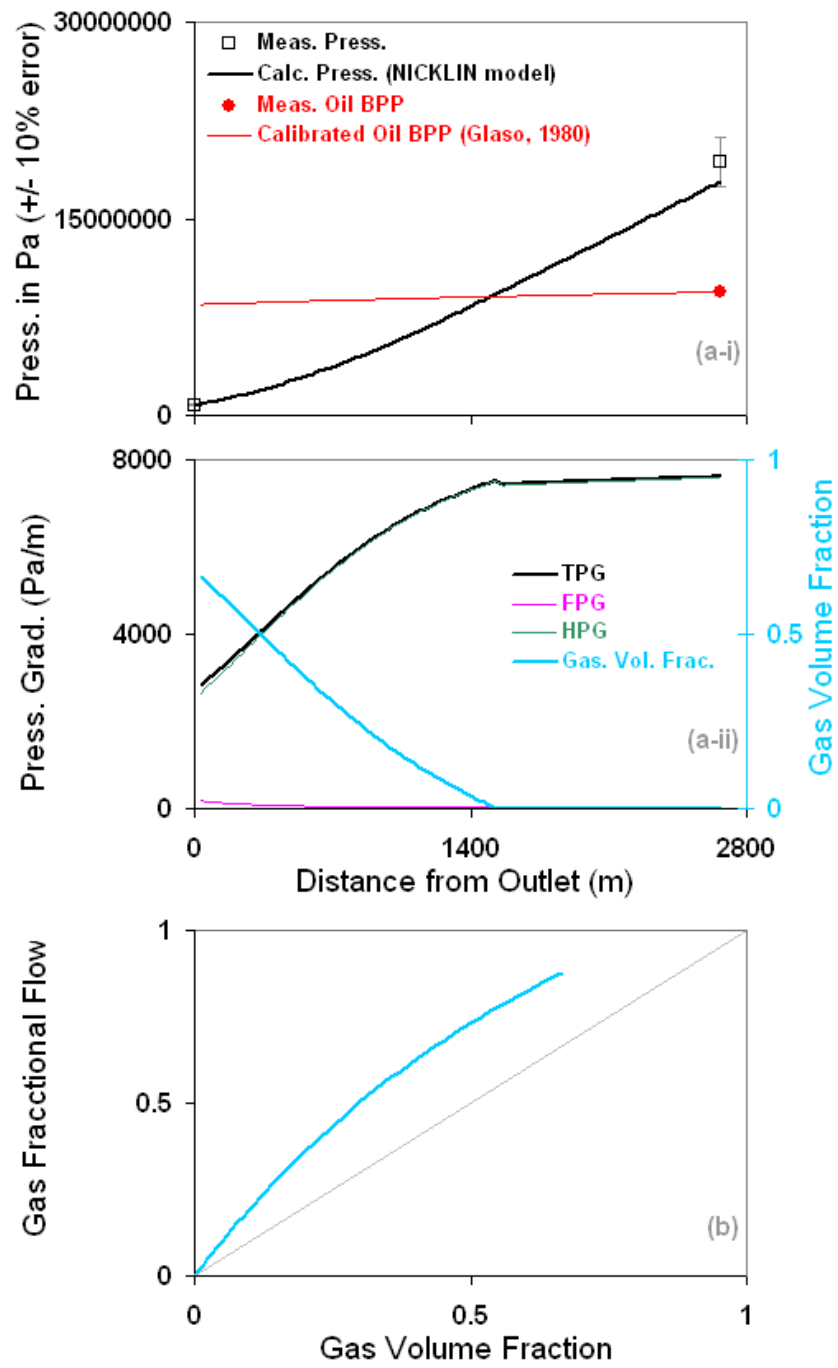 30000000
Meas. Press.
Calc. Press. (NICKLIN model)
Meas. Oil BPP
Calibrated Oil BPP (Glaso, 1980)
15000000
Press. in Pa (+/- 10% error)
(a-i)
0
8000
1
Press. Grad. (Pa/m)
TPG
FPG
HPG
Gas. Vol. Frac.
4000
0.5
Gas Volume Fraction
(a-ii)
0
0
0
1400
2800
Distance from Outlet (m)
1
Gas Fracctional Flow
0.5
(b)
0
0
0.5
1
Gas Volume Fraction